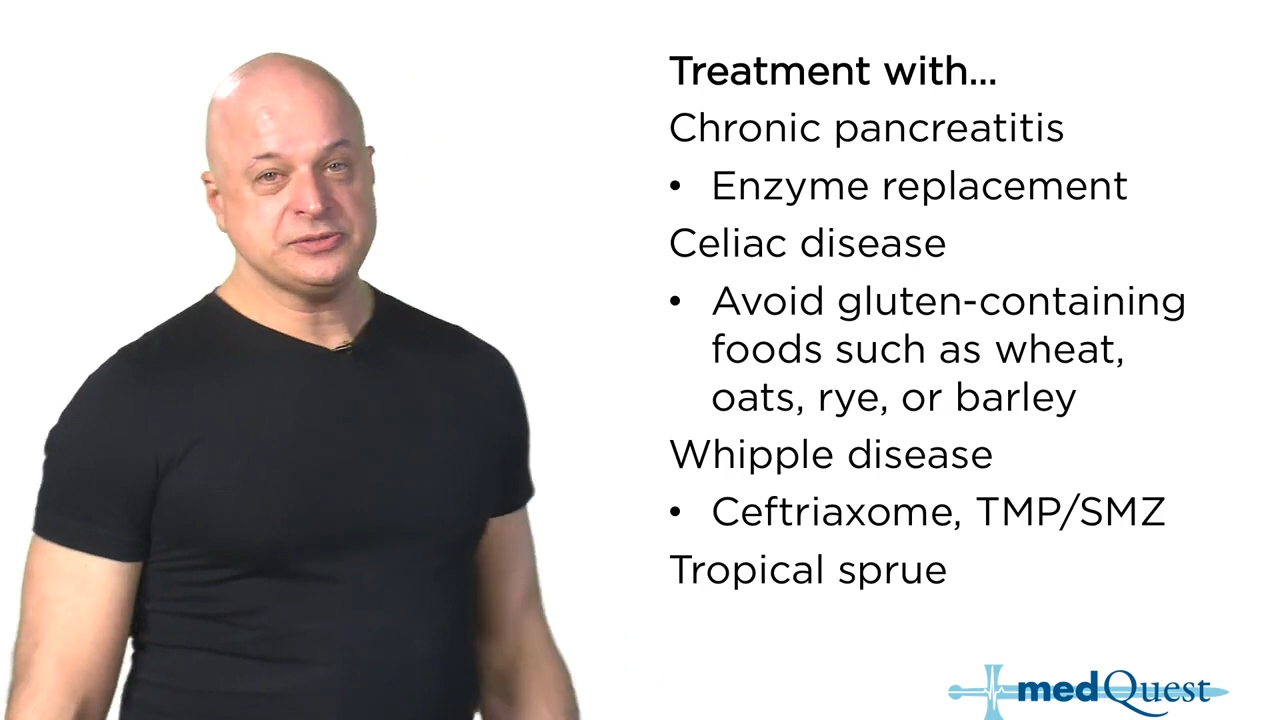 Treatment with...
Chronic pancreatitis
• Enzyme replacement
Celiac disease
• Avoid gluten-containing
foods such as wheat,
oats, rye, or barley
Whipple disease
• Ceftriaxome, TMP/SMZ
Tropical sprue
medQuest